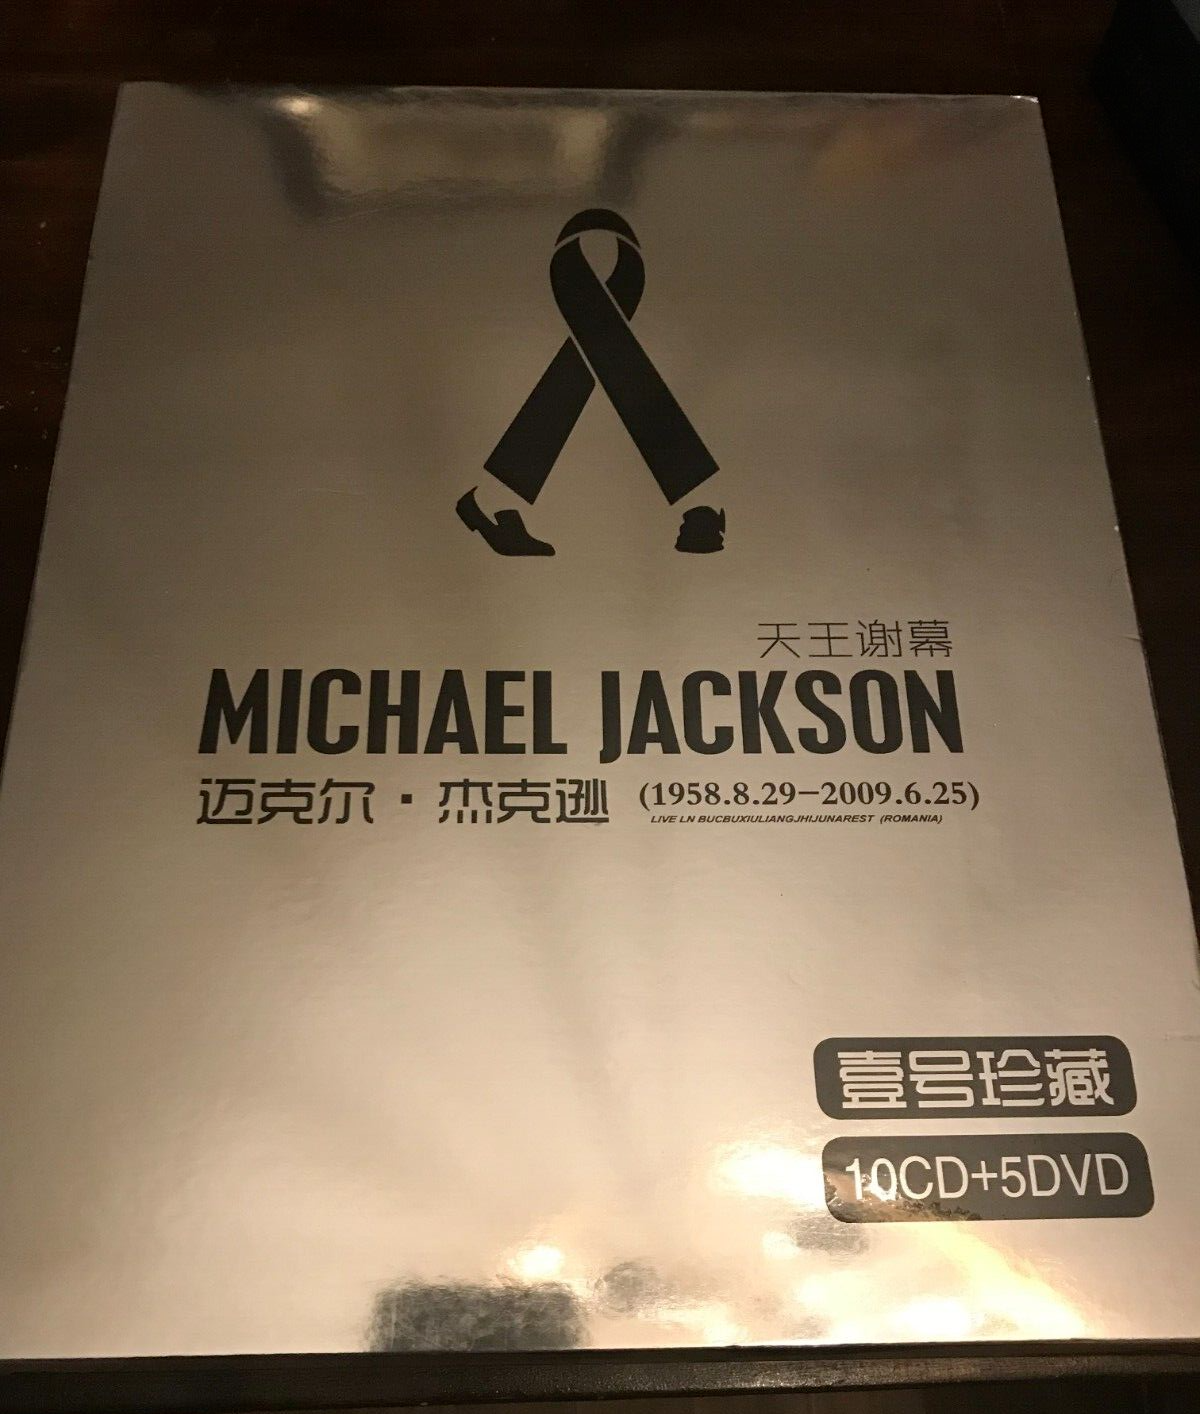 天王谢幕
MICHAEL JACKSON
迈克尔·杰克逊 (1958.8.29-2009.6.25)
LIVE LN BUCBUXIULIANGJHIJUNAREST (ROMANIA)
壹号珍藏
10CD+5DVD